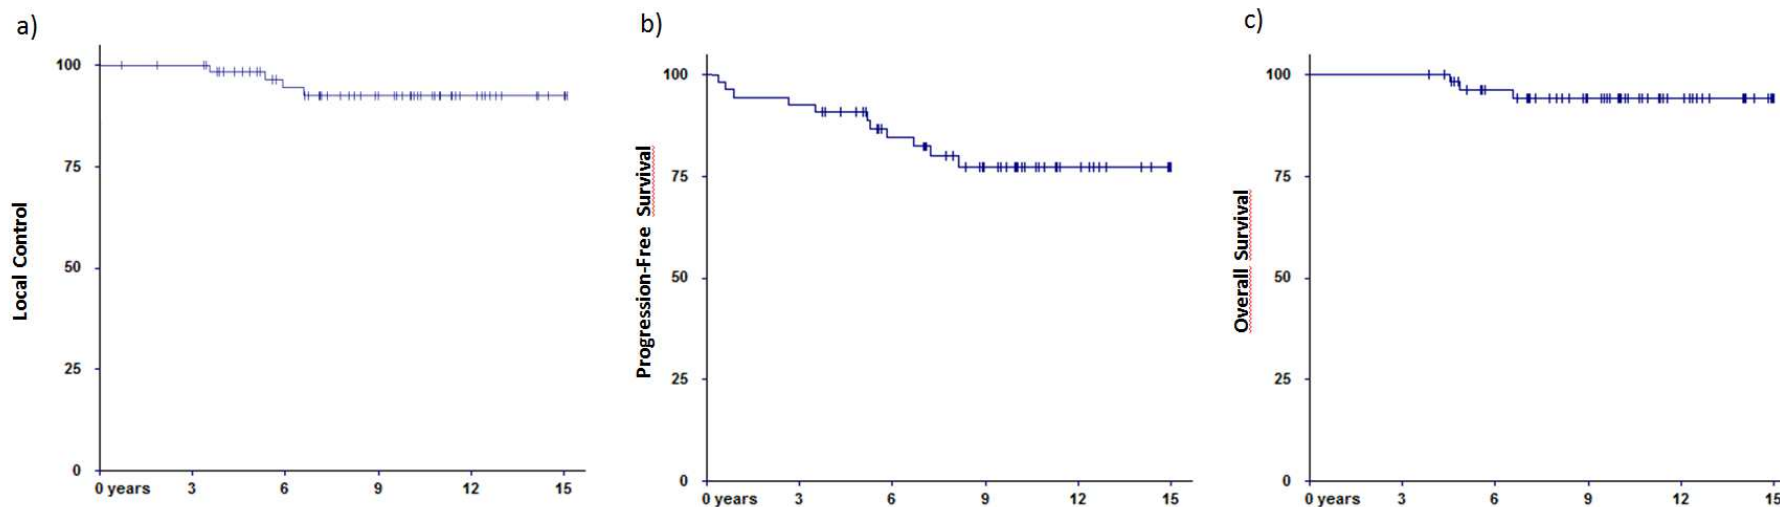 a)
100
75
50
25
0
Local Control
0 years 3 6 9 12 15
b)
100
75
50
25
0
Progression-Free Survival
0 years 3 6 9 12 15
c)
100
75
50
25
0
Overall Survival
0 years 3 6 9 12 15